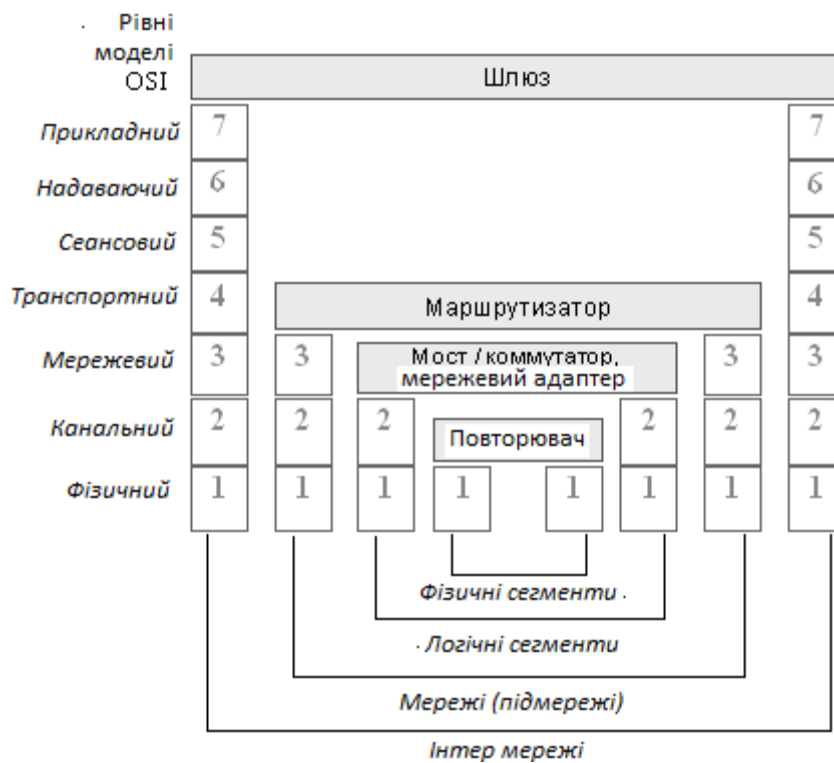 . Рівні
моделі
OSI
Шлюз
Прикладний 7 7
Надаваючий 6 6
Сеансовий 5 5
Транспортний 4 Маршрутизатор 4
Мережевий 3 3 Мост / коммутатор, 3 3
мережевий адаптер
Канальний 2 2 2 Повторювач 2 2 2
Фізичний 1 1 1 1 1 1 1 1
Фізичні сегменти .
. Логічні сегменти
Мережі (підмережі)
Інтер мережі